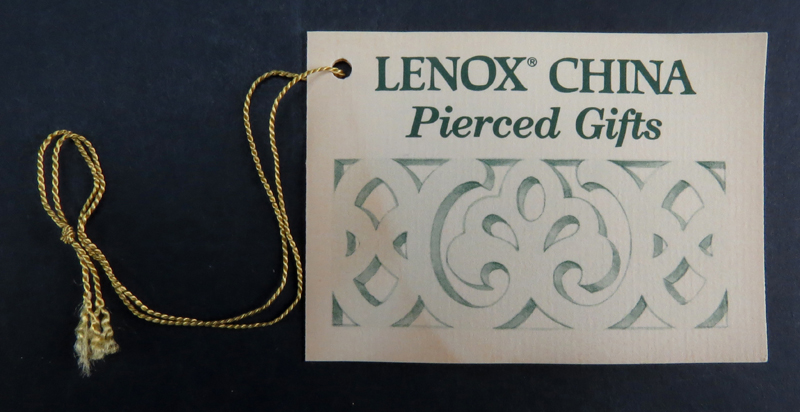 LENOX® CHINA
Pierced Gifts